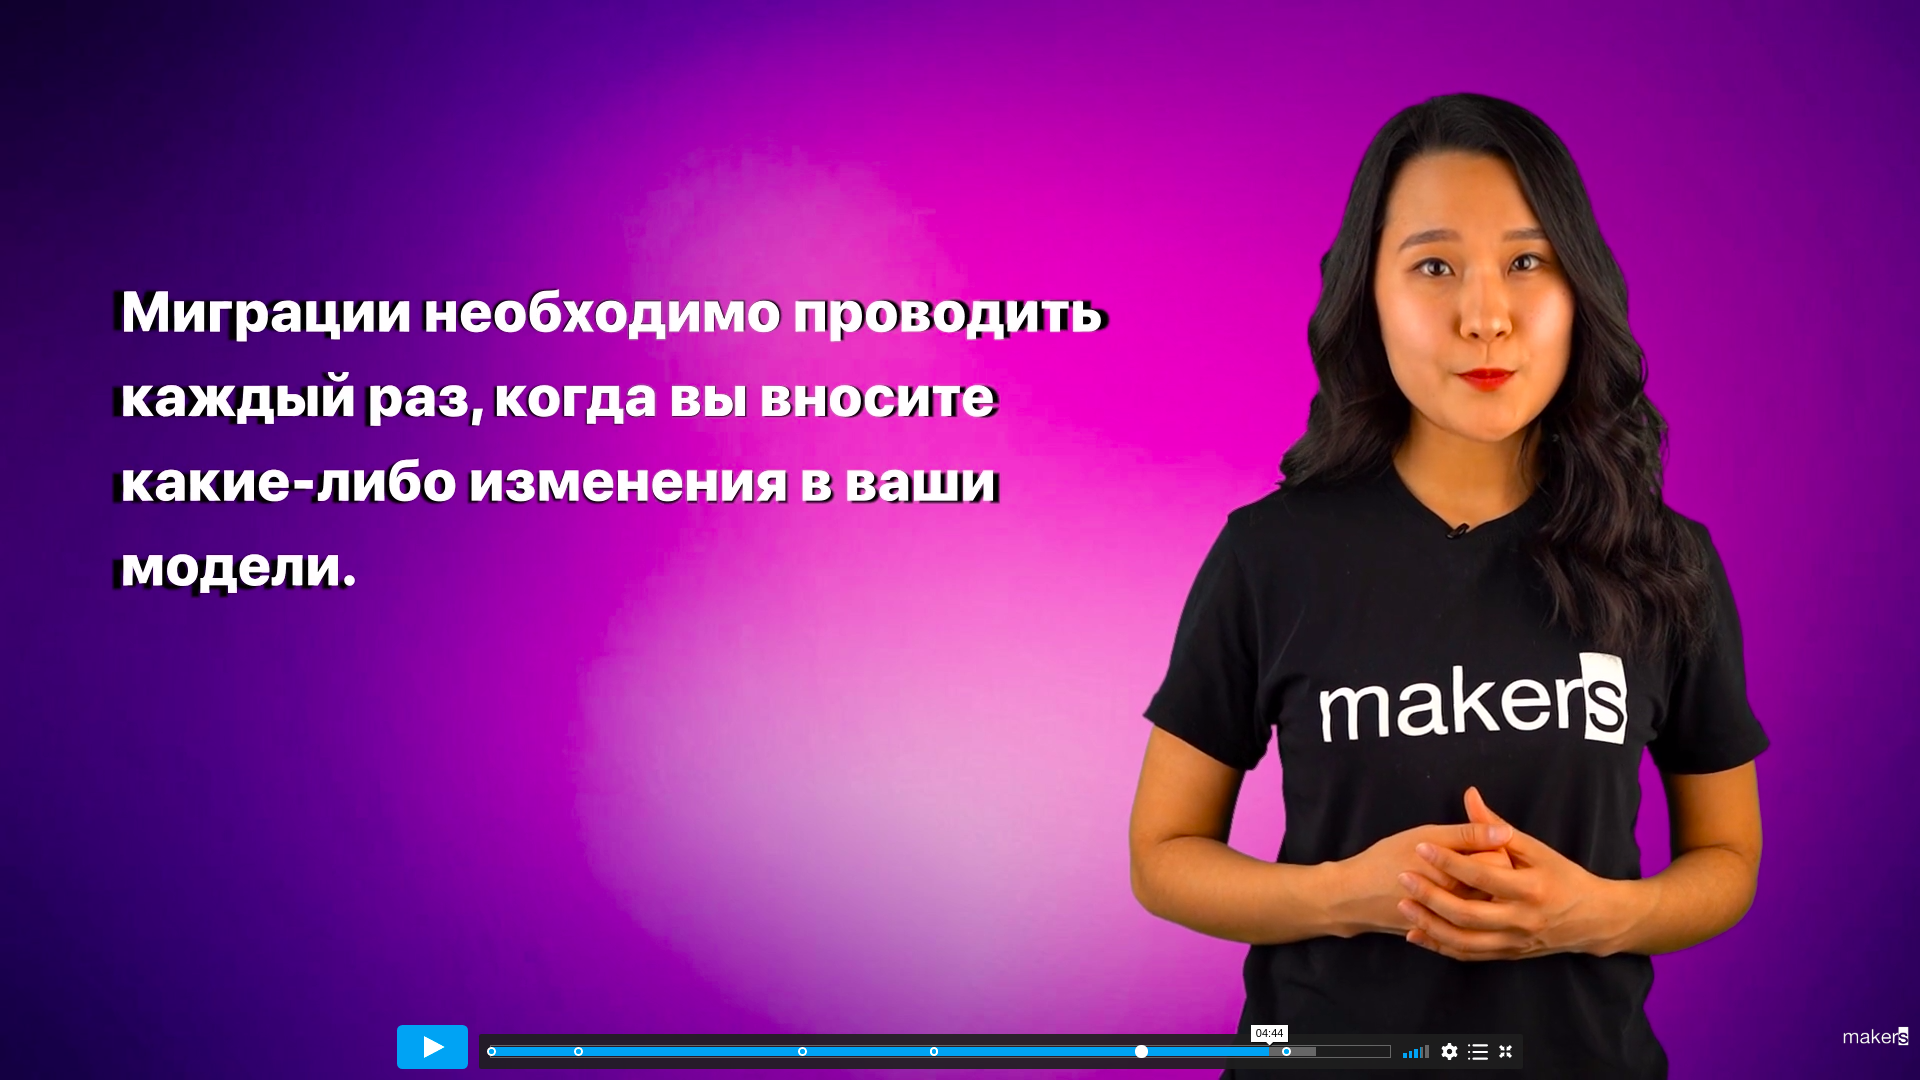 Миграции необходимо проводить
каждый раз, когда вы вносите
какие-либо изменения в ваши
модели.
makers
04:44
makers